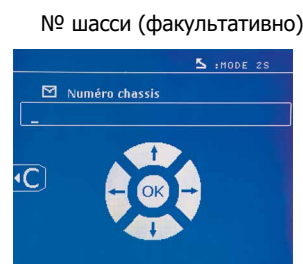 № шасси (факультативно)
:MODE 2S
Numéro chassis
_
C
OK